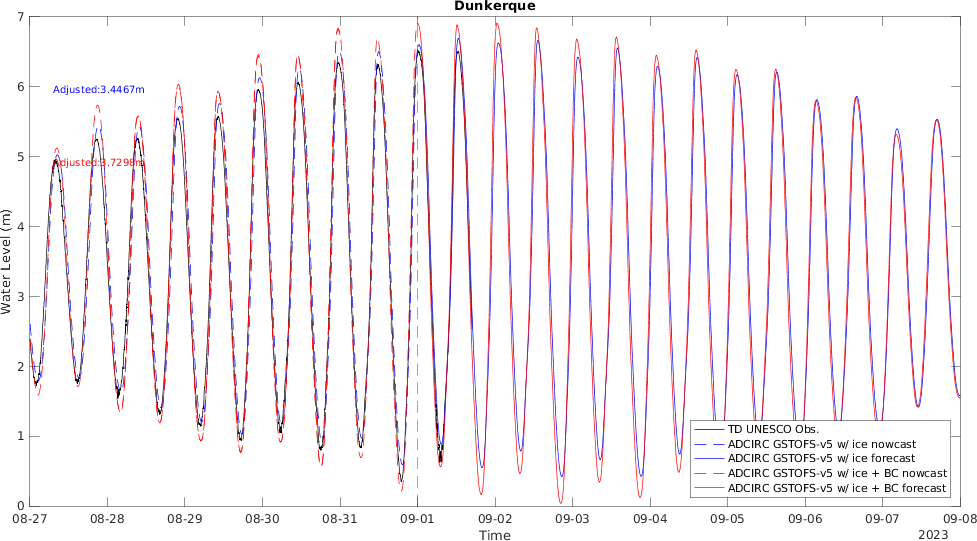 Dunkerque
7
6
5
4
3
2
1
0
Water Level (m)
Adjusted:3.4467m
Adjusted:3.7298m
TD UNESCO Obs.
ADCIRC GSTOFS-v5 w/ ice nowcast
ADCIRC GSTOFS-v5 w/ ice forecast
ADCIRC GSTOFS-v5 w/ ice + BC nowcast
ADCIRC GSTOFS-v5 w/ ice + BC forecast
08-27 08-28 08-29 08-30 08-31 09-01 09-02 09-03 09-04 09-05 09-06 09-07 09-08
Time
2023